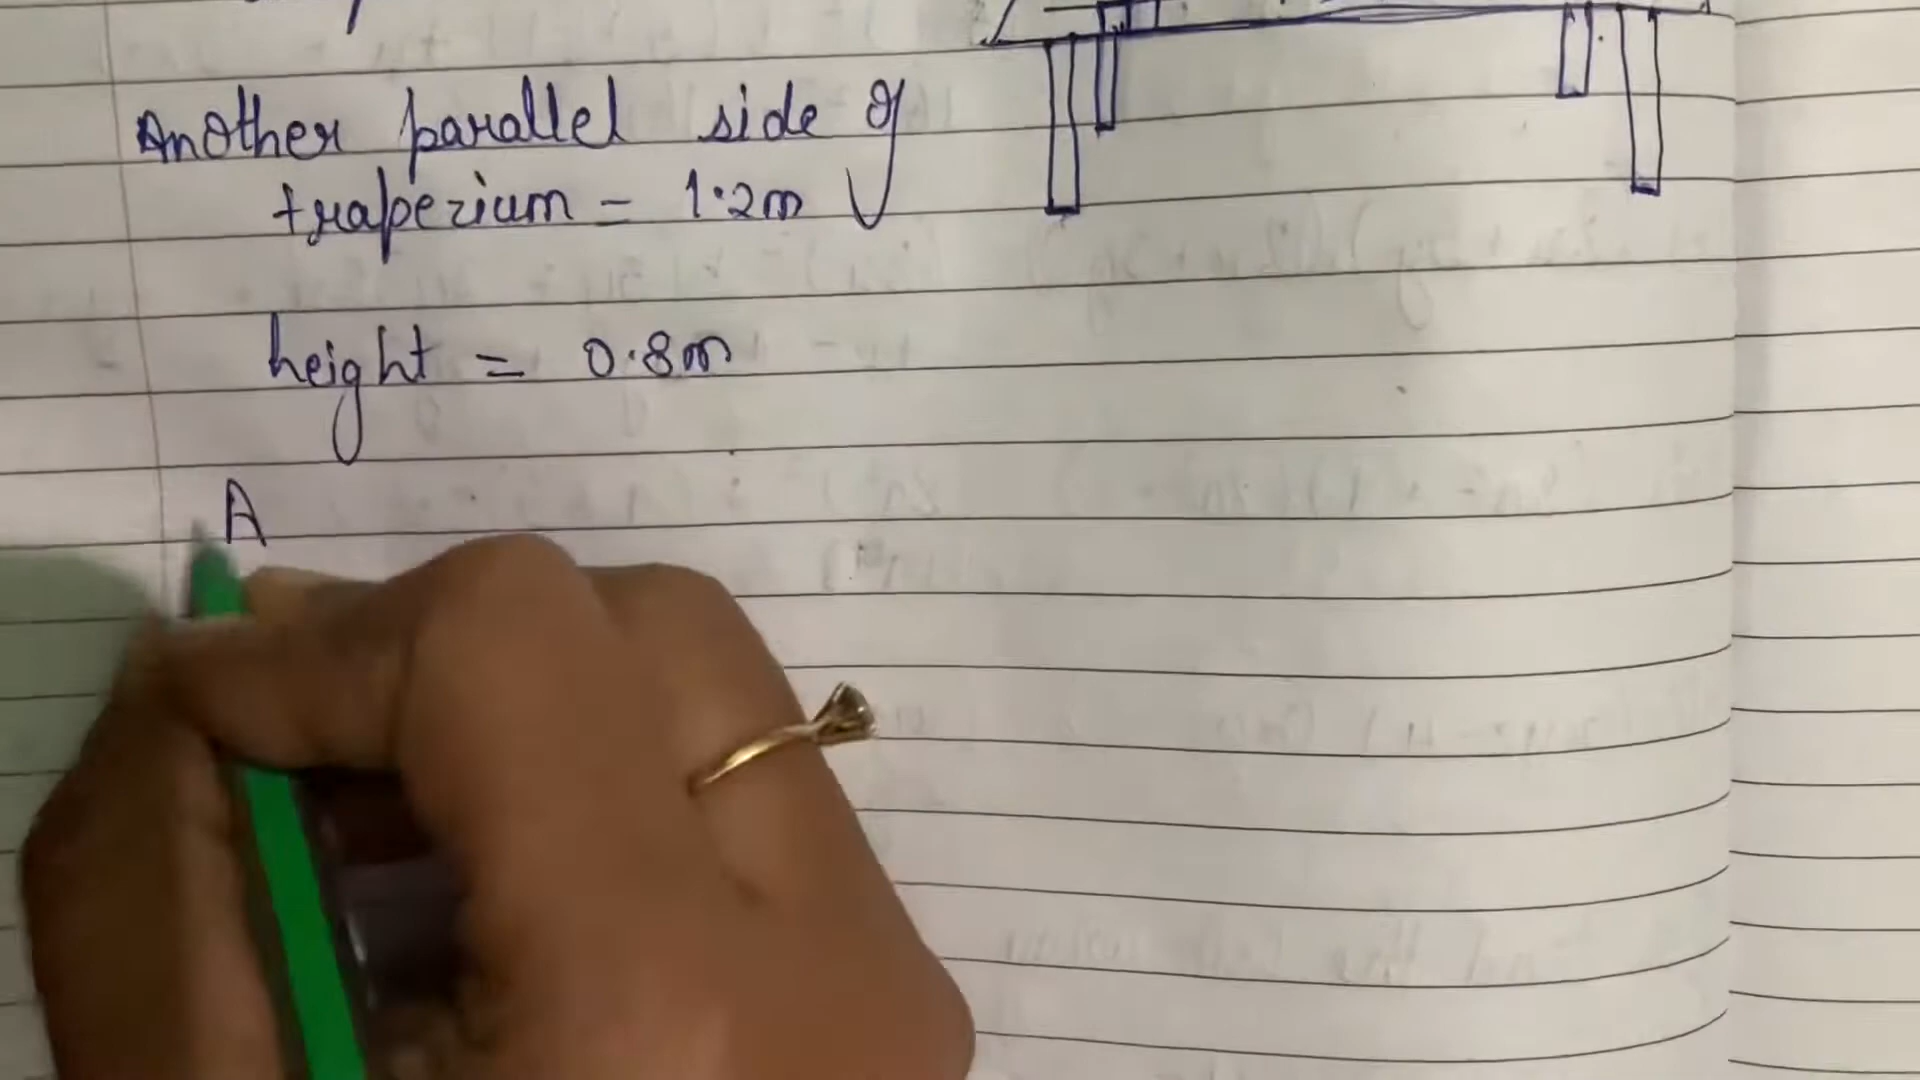 Another parallel side of
trapezium = 1.2m
height = 0.8m
A